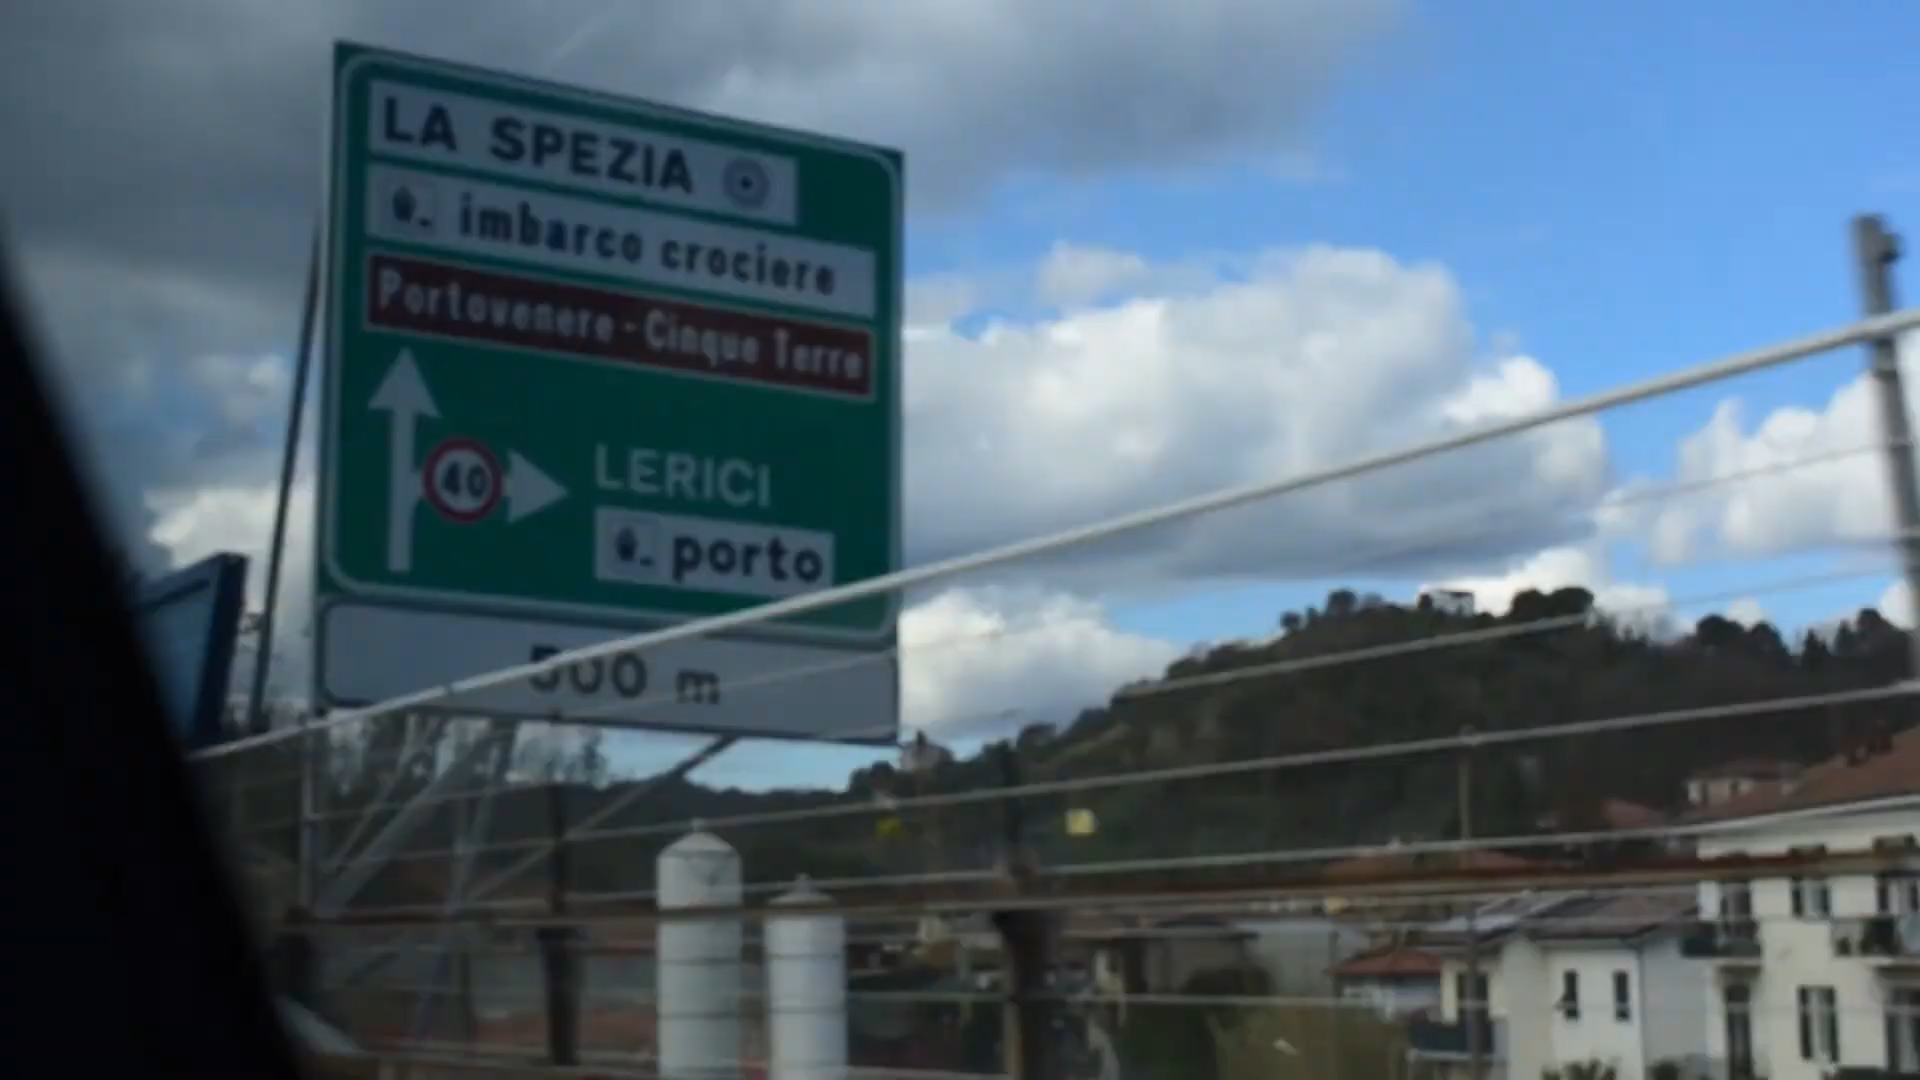 LA SPEZIA
imbarco crociere
Portovenere - Cinque Terre
40
LERICI
porto
500 m